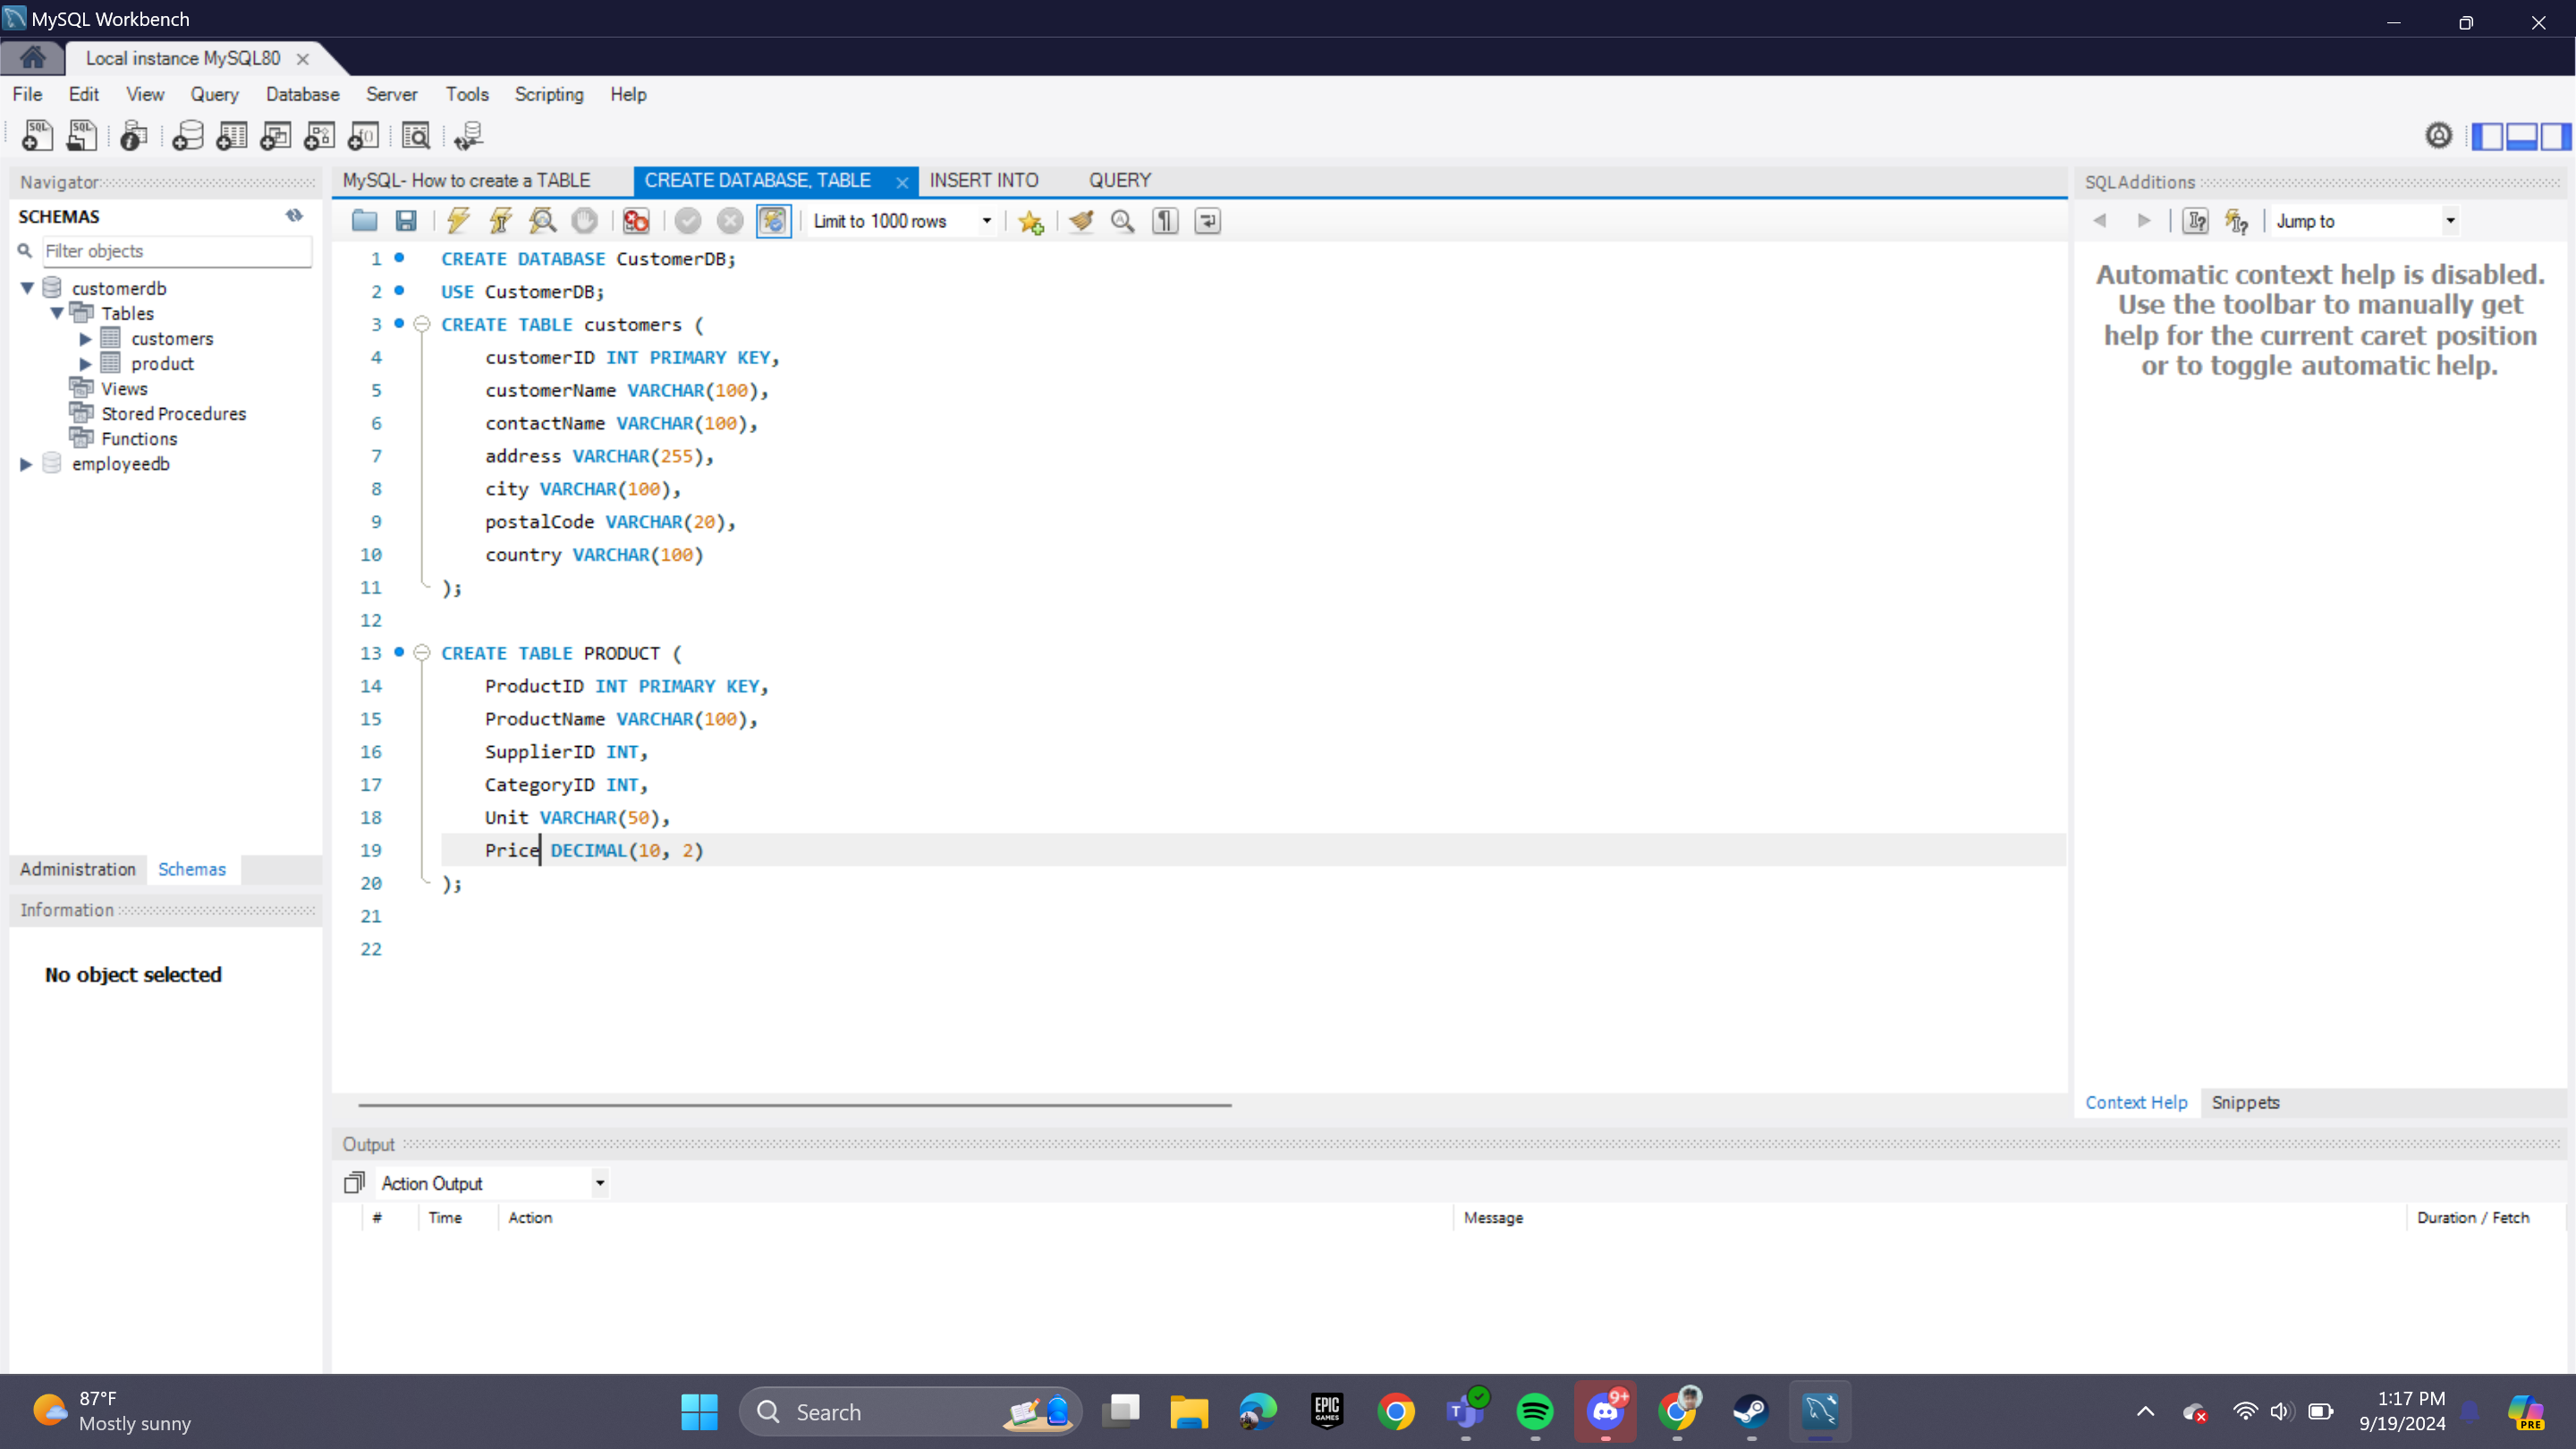 MySQL Workbench
Local instance MySQL80
File Edit View Query Database Server Tools Scripting Help
Navigator
SCHEMAS
Filter objects
customerdb
Tables
customers
product
Views
Stored Procedures
Functions
employeedb
Administration Schemas
Information
No object selected
MySQL- How to create a TABLE CREATE DATABASE, TABLE INSERT INTO QUERY
Limit to 1000 rows
1 CREATE DATABASE CustomerDB;
2 USE CustomerDB;
3 CREATE TABLE customers (
4 customerID INT PRIMARY KEY,
5 customerName VARCHAR(100),
6 contactName VARCHAR(100),
7 address VARCHAR(255),
8 city VARCHAR(100),
9 postalCode VARCHAR(20),
10 country VARCHAR(100)
11 );
12
13 CREATE TABLE PRODUCT (
14 ProductID INT PRIMARY KEY,
15 ProductName VARCHAR(100),
16 SupplierID INT,
17 CategoryID INT,
18 Unit VARCHAR(50),
19 Price DECIMAL(10, 2)
20 );
21
22
SQLAdditions
Jump to
Automatic context help is disabled.
Use the toolbar to manually get
help for the current caret position
or to toggle automatic help.
Context Help Snippets
Output
Action Output
# Time Action Message Duration / Fetch
87°F
Mostly sunny
Search
EPIC
GAMES
T
9+
1:17 PM
9/19/2024
PRE